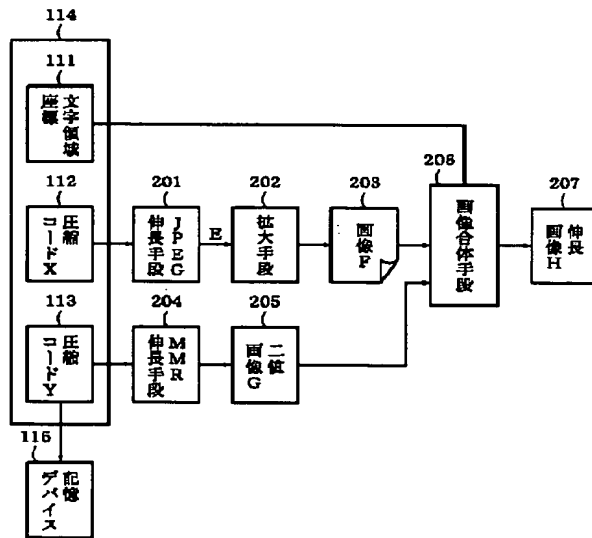 114
111
文字領域
座標
112
圧縮
コードX
113
圧縮
コードY
115
記憶
デバイス
201
JPEG
伸長手段
E
202
拡大手段
203
画像F
204
MMR
伸長手段
205
二値
画像G
206
画像合体手段
207
伸長
画像H